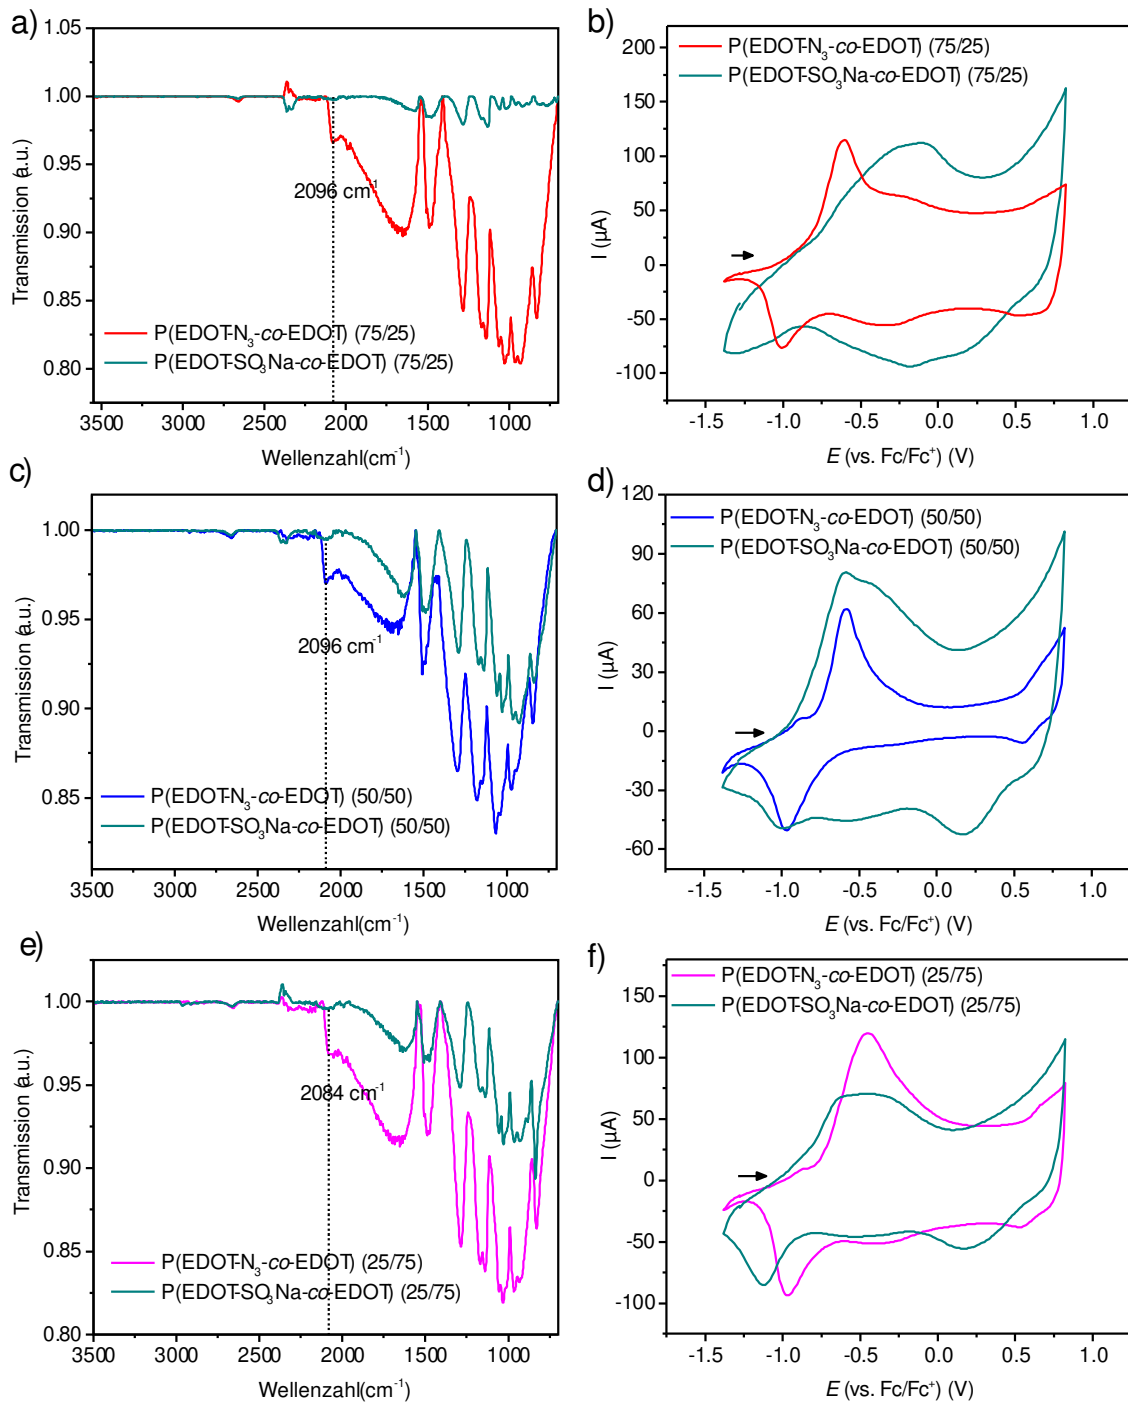 a)
1.05
1.00
0.95
0.90
0.85
0.80
Transmission (a.u.)
2096 cm⁻¹
P(EDOT-N₃-co-EDOT) (75/25)
P(EDOT-SO₃Na-co-EDOT) (75/25)
3500 3000 2500 2000 1500 1000
Wellenzahl(cm⁻¹)
b)
200
150
100
50
0
-50
-100
I (µA)
P(EDOT-N₃-co-EDOT) (75/25)
P(EDOT-SO₃Na-co-EDOT) (75/25)
-1.5 -1.0 -0.5 0.0 0.5 1.0
E (vs. Fc/Fc⁺) (V)
c)
1.00
0.95
0.90
0.85
Transmission (a.u.)
2096 cm⁻¹
P(EDOT-N₃-co-EDOT) (50/50)
P(EDOT-SO₃Na-co-EDOT) (50/50)
3500 3000 2500 2000 1500 1000
Wellenzahl(cm⁻¹)
d)
120
90
60
30
0
-30
-60
I (µA)
P(EDOT-N₃-co-EDOT) (50/50)
P(EDOT-SO₃Na-co-EDOT) (50/50)
-1.5 -1.0 -0.5 0.0 0.5 1.0
E (vs. Fc/Fc⁺) (V)
e)
1.00
0.95
0.90
0.85
0.80
Transmission (a.u.)
2084 cm⁻¹
P(EDOT-N₃-co-EDOT) (25/75)
P(EDOT-SO₃Na-co-EDOT) (25/75)
3500 3000 2500 2000 1500 1000
Wellenzahl(cm⁻¹)
f)
150
100
50
0
-50
-100
I (µA)
P(EDOT-N₃-co-EDOT) (25/75)
P(EDOT-SO₃Na-co-EDOT) (25/75)
-1.5 -1.0 -0.5 0.0 0.5 1.0
E (vs. Fc/Fc⁺) (V)